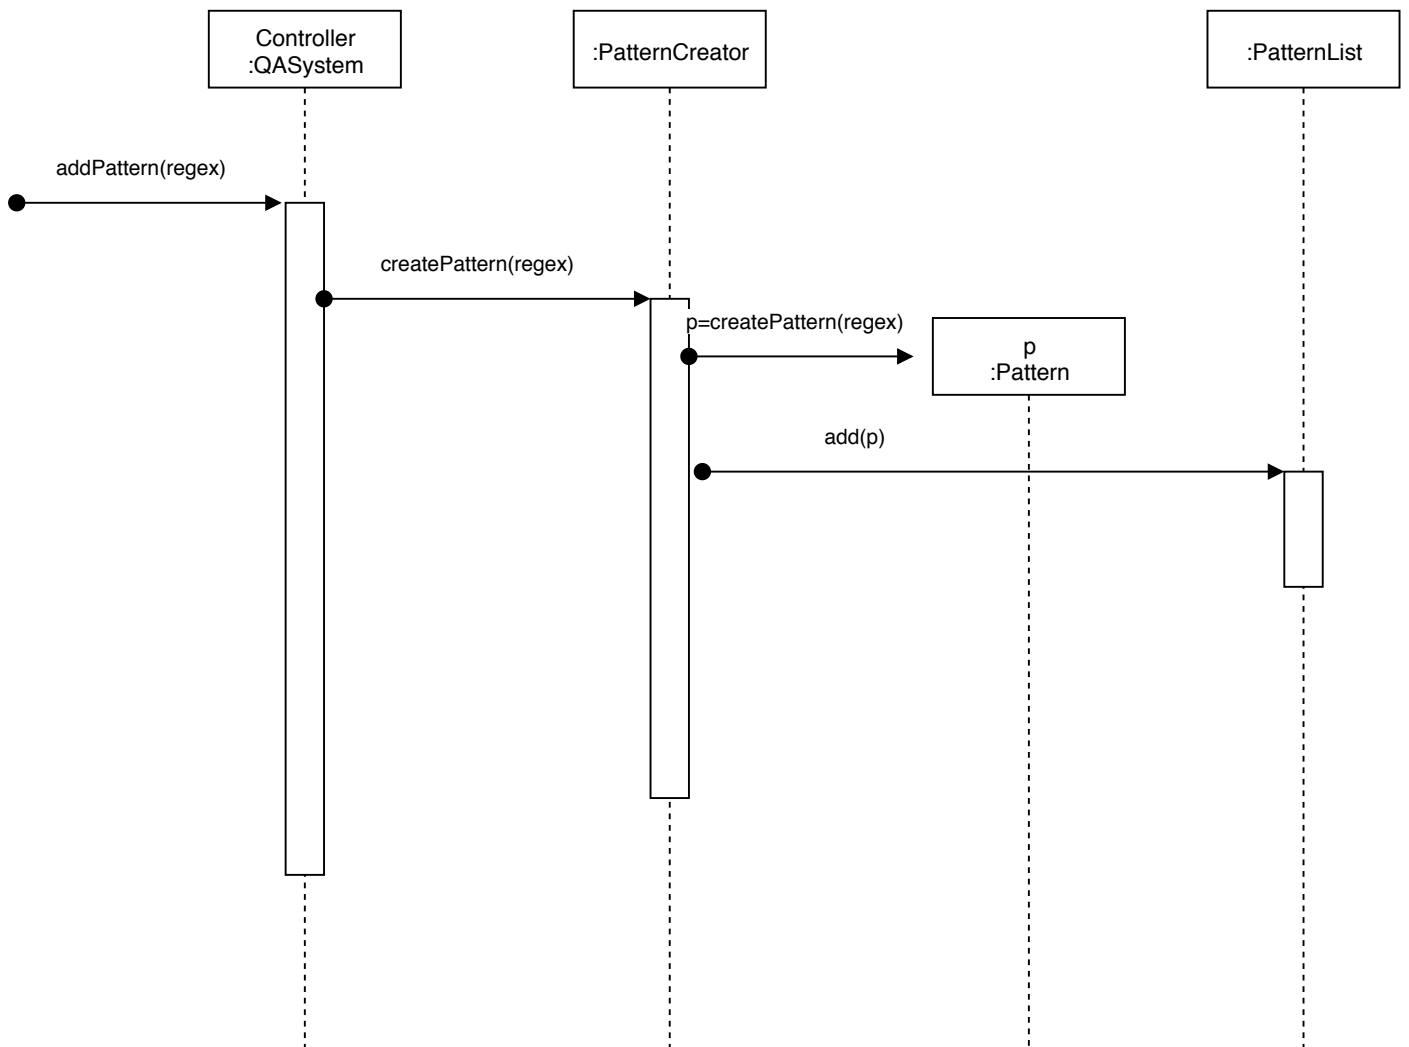 Controller
:QASystem
:PatternCreator
:PatternList
addPattern(regex)
createPattern(regex)
p=createPattern(regex)
p
:Pattern
add(p)